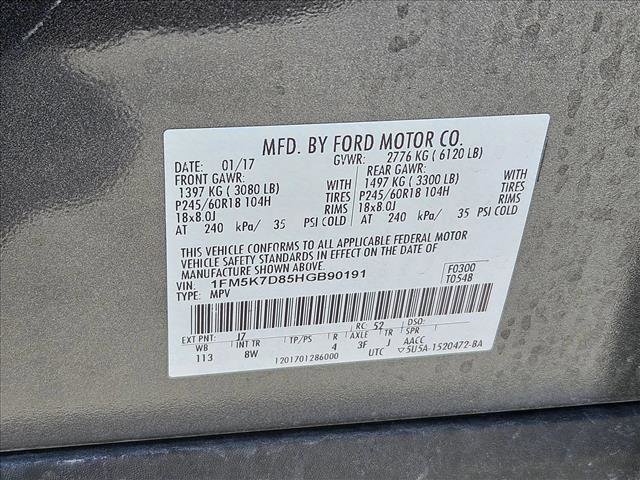 MFD. BY FORD MOTOR CO.
DATE: 01/17 GVWR: 2776 KG ( 6120 LB)
FRONT GAWR: REAR GAWR:
1397 KG ( 3080 LB) WITH 1497 KG ( 3300 LB) WITH
P245/60R18 104H TIRES P245/60R18 104H TIRES
18x8.0J RIMS 18x8.0J RIMS
AT 240 kPa/ 35 PSI COLD AT 240 kPa/ 35 PSI COLD
THIS VEHICLE CONFORMS TO ALL APPLICABLE FEDERAL MOTOR
VEHICLE SAFETY STANDARDS IN EFFECT ON THE DATE OF
MANUFACTURE SHOWN ABOVE.
VIN: 1FM5K7D85HGB90191 F0300
TYPE: MPV T0548
EXT PNT: J7 RC: 52 DSO:
WB INT TR TP/PS R AXLE TR SPR
113 8W 4 3F J AACC
1201701286000 UTC ▽5U5A-1520472-BA